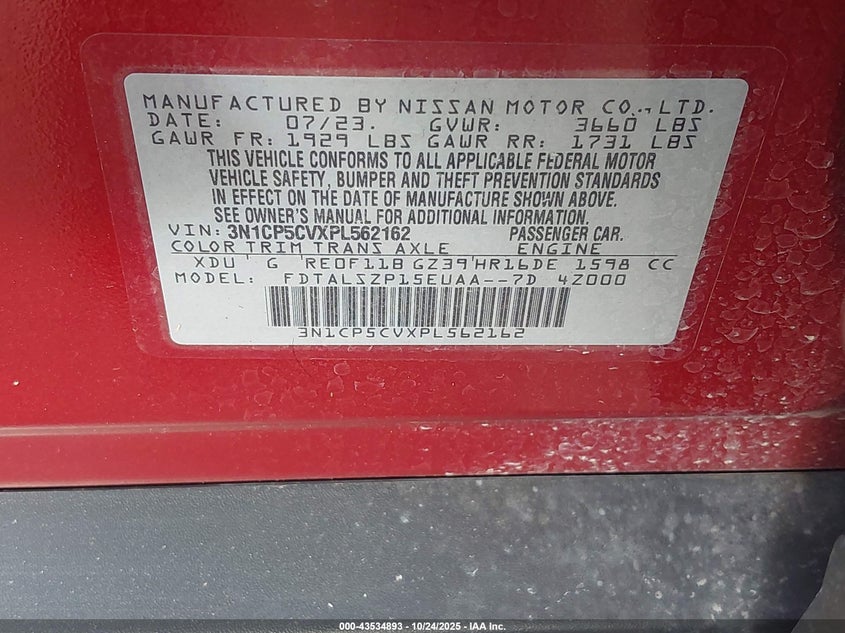 MANUFACTURED BY NISSAN MOTOR CO., LTD.
DATE: 07/23. GVWR: 3660 LBS
GAWR FR: 1929 LBS GAWR RR: 1731 LBS
THIS VEHICLE CONFORMS TO ALL APPLICABLE FEDERAL MOTOR
VEHICLE SAFETY, BUMPER AND THEFT PREVENTION STANDARDS
IN EFFECT ON THE DATE OF MANUFACTURE SHOWN ABOVE.
SEE OWNER'S MANUAL FOR ADDITIONAL INFORMATION.
VIN: 3N1CP5CVXPL562162 PASSENGER CAR.
COLOR TRIM TRANS AXLE ENGINE
XDU G RE0F11B GZ39 HR16DE 1598 CC
MODEL: FDTALSZP15EUAA--7D 4Z000
3N1CP5CVXPL562162
000-43534893 - 10/24/2025 - IAA Inc.